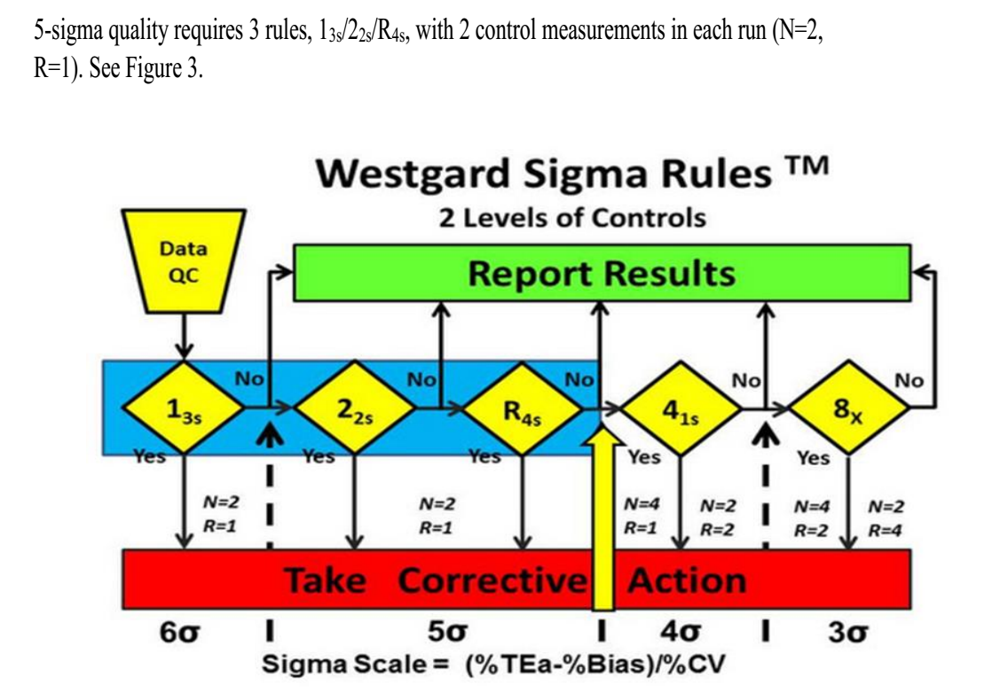 5-sigma quality requires 3 rules, 1₃ₛ/2₂ₛ/R₄ₛ, with 2 control measurements in each run (N=2,
R=1). See Figure 3.
Westgard Sigma Rules ™
2 Levels of Controls
Data
QC
Report Results
No
No
No
No
No
1₃ₛ
2₂ₛ
R₄ₛ
4₁ₛ
8ₓ
Yes
Yes
Yes
Yes
Yes
N=2
R=1
N=2
R=1
N=4
R=1
N=2
R=2
N=4
R=2
N=2
R=4
Take Corrective Action
6σ
5σ
4σ
3σ
Sigma Scale = (%TEa-%Bias)/%CV